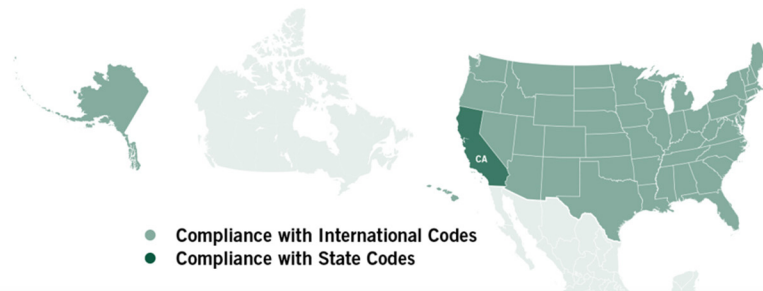 CA
Compliance with International Codes
Compliance with State Codes